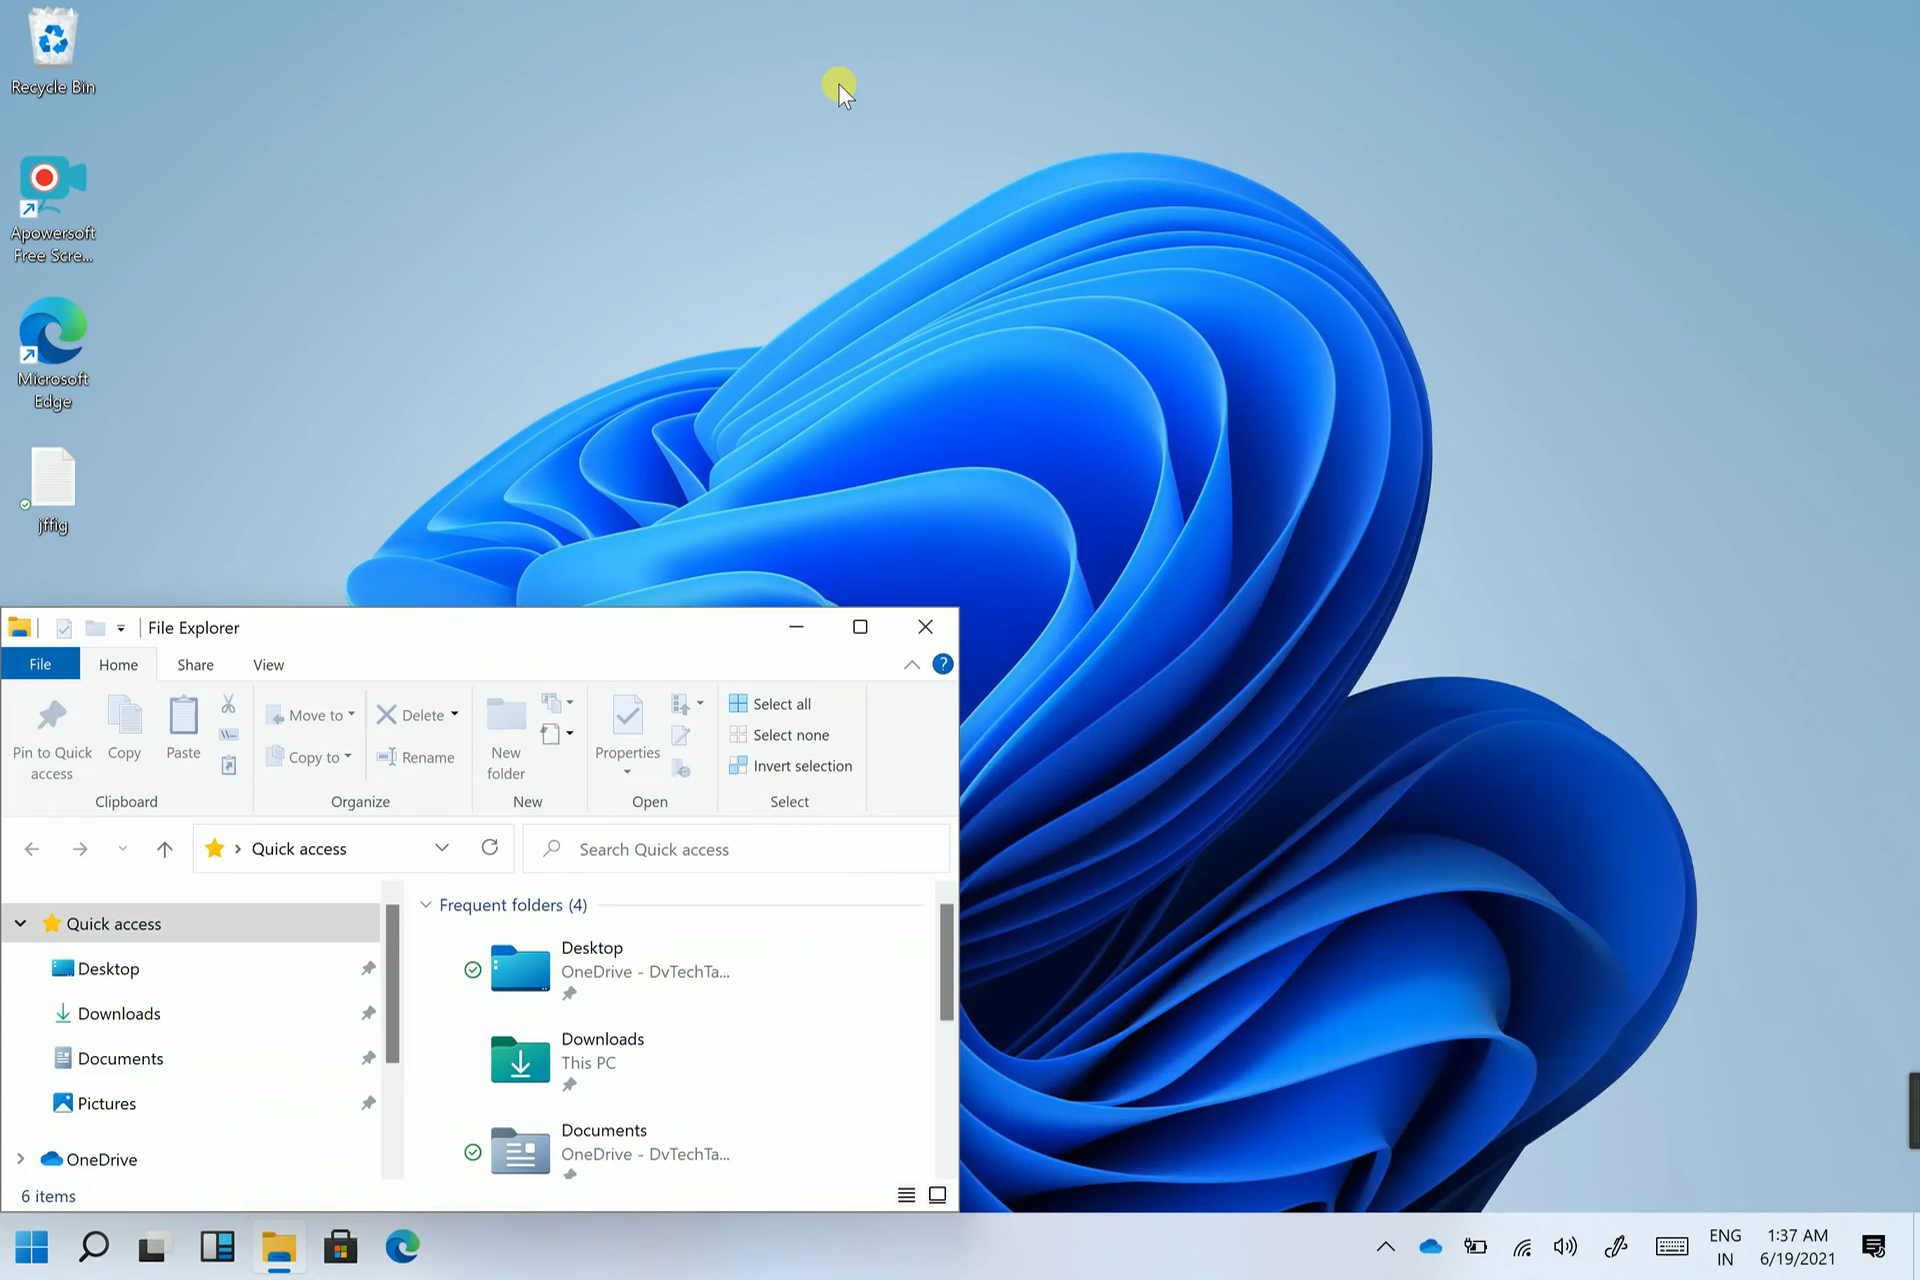 Recycle Bin
Apowersoft
Free Scre...
Microsoft
Edge
jffig
File Explorer
File
Home
Share
View
?
Pin to Quick
access
Copy
Paste
Move to
Copy to
Delete
Rename
New
folder
Properties
Select all
Select none
Invert selection
Clipboard
Organize
New
Open
Select
Quick access
Search Quick access
Quick access
Desktop
Downloads
Documents
Pictures
OneDrive
Frequent folders (4)
Desktop
OneDrive - DvTechTa...
Downloads
This PC
Documents
OneDrive - DvTechTa...
6 items
ENG
IN
1:37 AM
6/19/2021